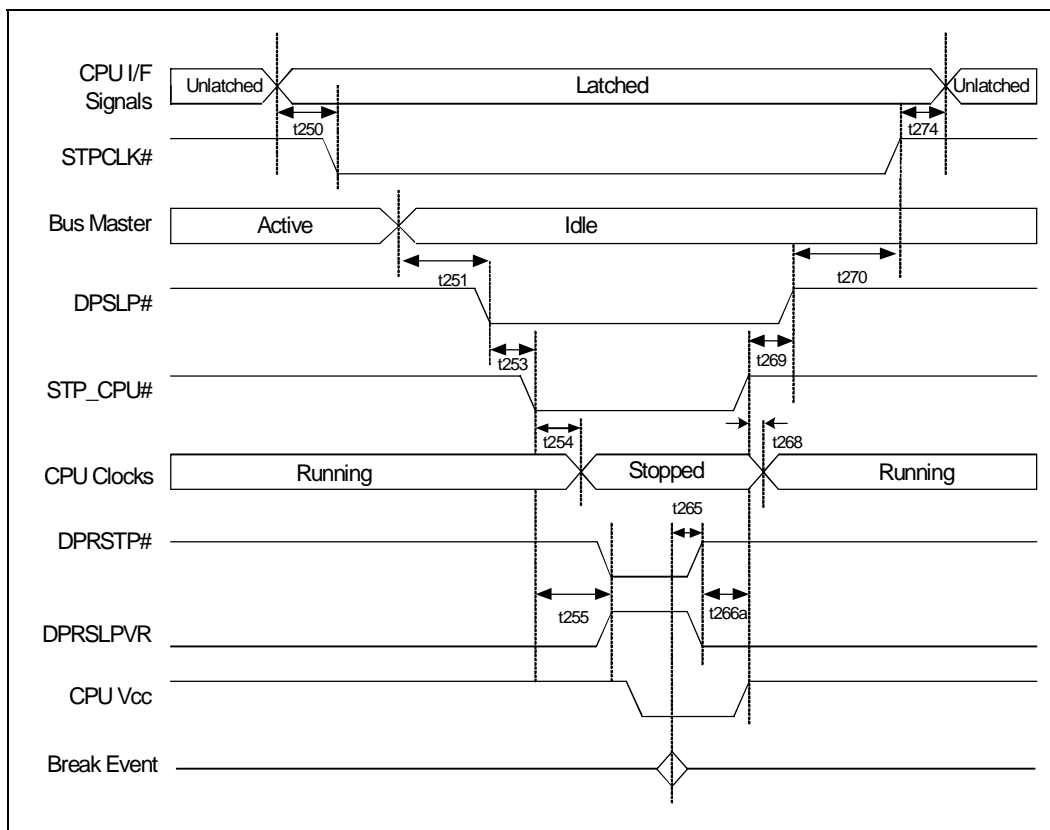 CPU I/F
Signals
Unlatched
Latched
Unlatched
t250
t274
STPCLK#
Bus Master
Active
Idle
t251
t270
DPSLP#
t253
t269
STP_CPU#
t254
t268
CPU Clocks
Running
Stopped
Running
t265
DPRSTP#
t255
t266a
DPRSLPVR
CPU Vcc
Break Event